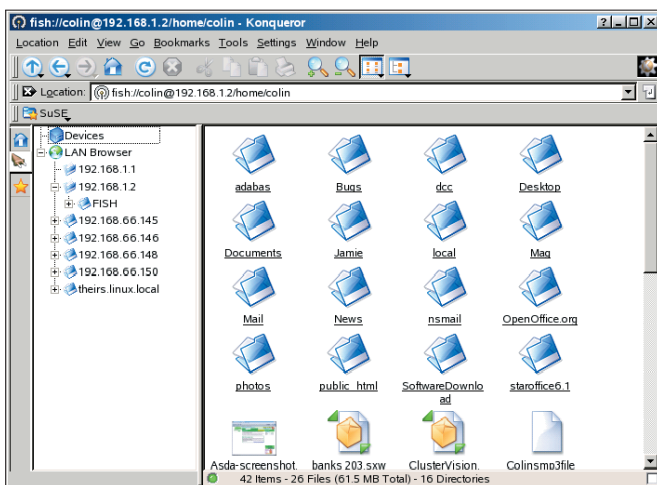 fish://colin@192.168.1.2/home/colin - Konqueror
Location Edit View Go Bookmarks Tools Settings Window Help
Location: fish://colin@192.168.1.2/home/colin
SuSE
Devices
LAN Browser
192.168.1.1
192.168.1.2
FISH
192.168.66.145
192.168.66.146
192.168.66.148
192.168.66.150
theirs.linux.local
adabas Bugs dcc Desktop
Documents Jamie local Mag
Mail News nsmail OpenOffice.org
photos public_html SoftwareDownlo
ad
staroffice6.1
Asda-screenshot. banks 203.sxw ClusterVision. Colinsmp3file
42 Items - 26 Files (61.5 MB Total) - 16 Directories